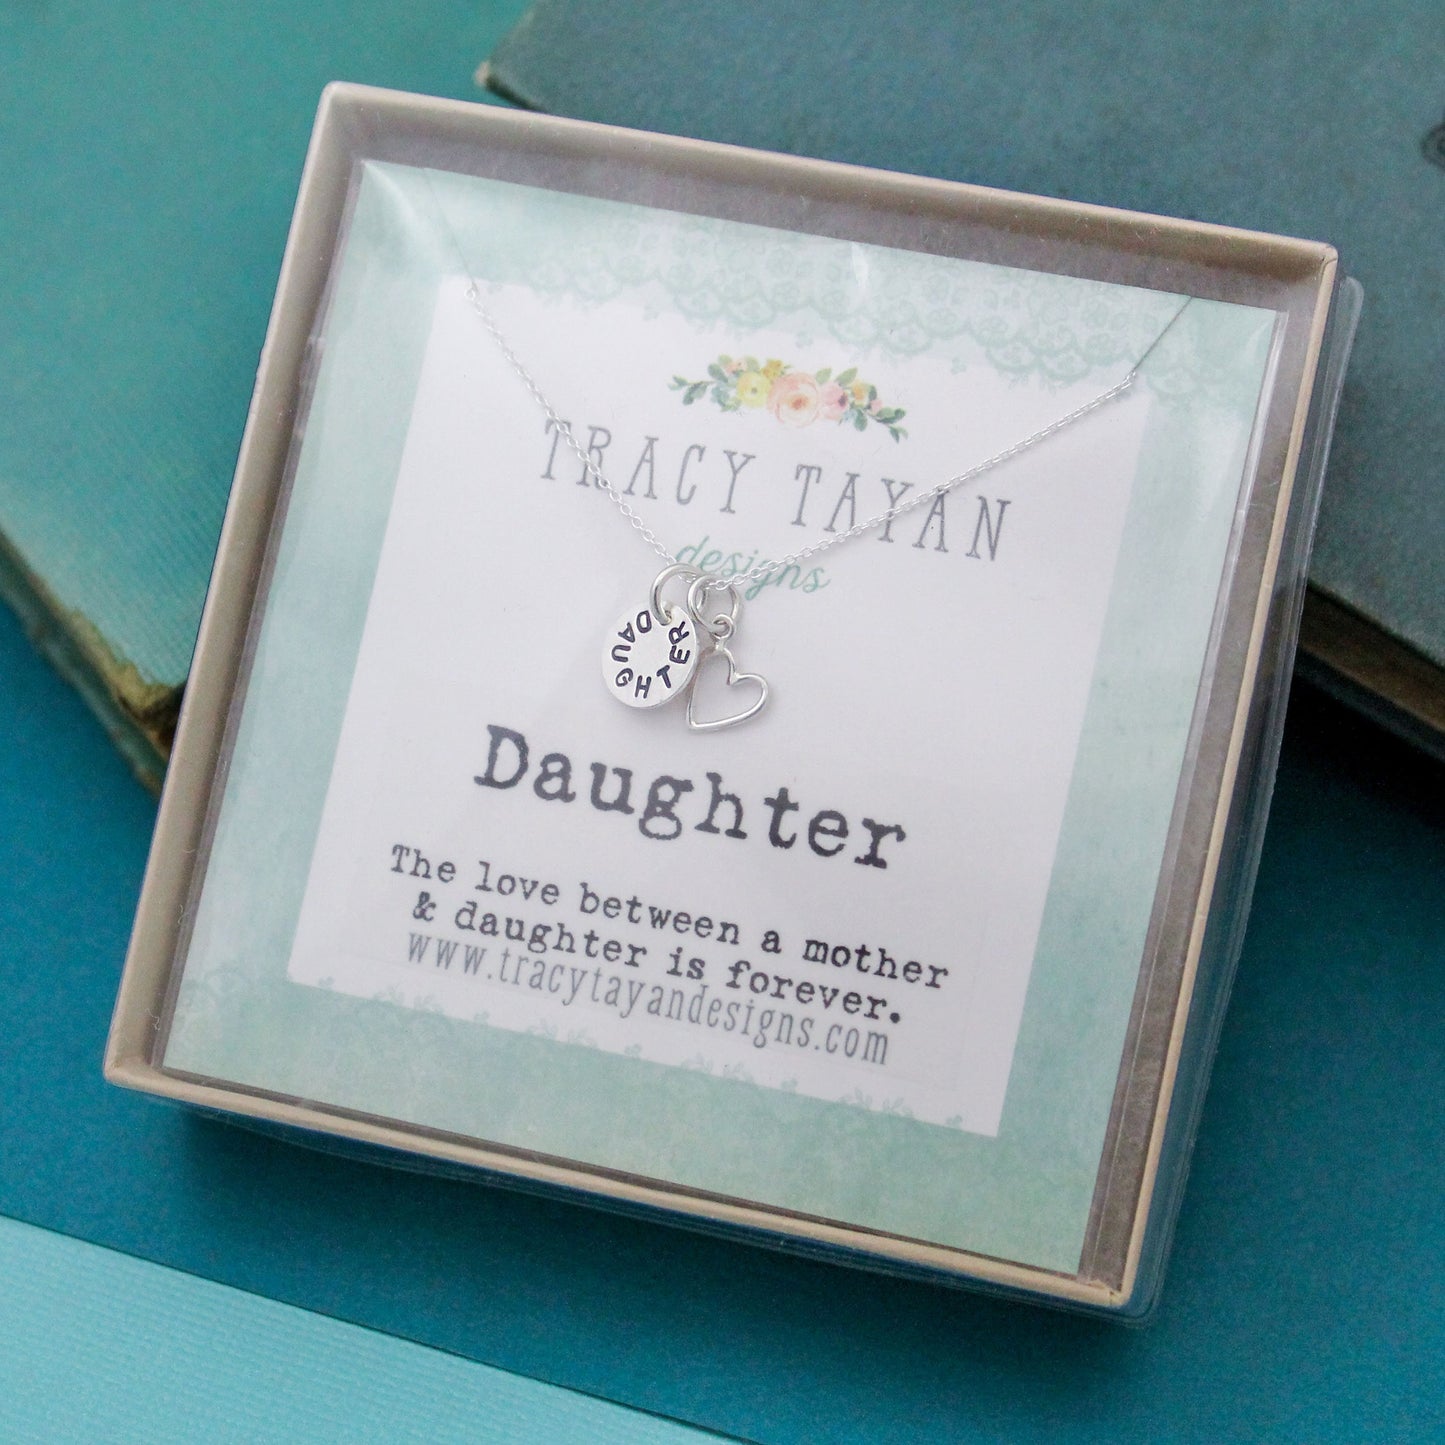 TRACY TAYAN
designs
DAUGHTER
Daughter
The love between a mother
& daughter is forever.
www.tracytayandesigns.com